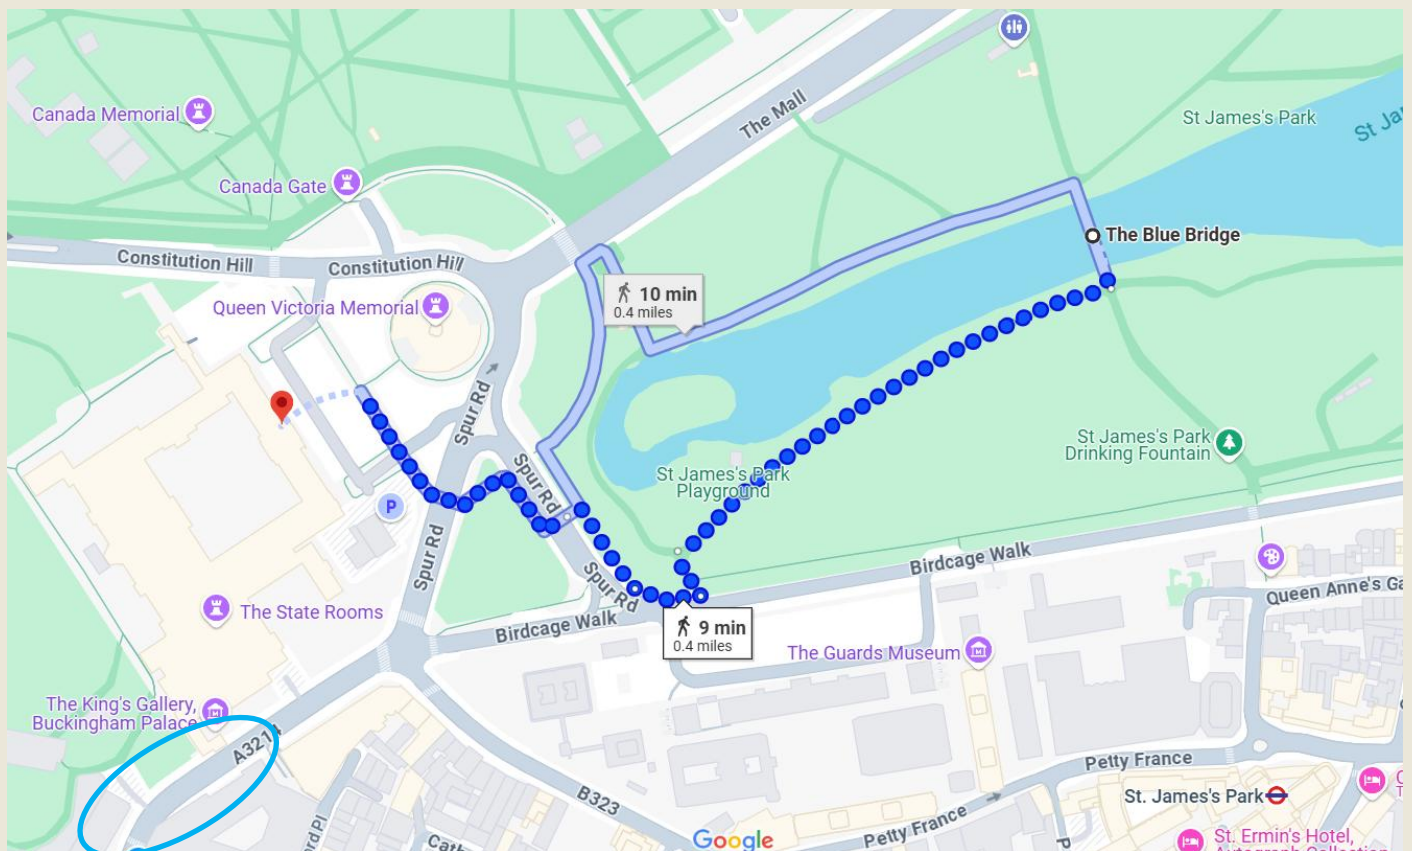 Canada Memorial
The Mall
St James's Park
Canada Gate
Constitution Hill
Constitution Hill
The Blue Bridge
10 min
0.4 miles
Queen Victoria Memorial
Spur Rd
St James's Park
Drinking Fountain
Spur Rd
St James's Park
Playground
P
Spur Rd
Birdcage Walk
Spur Rd
Queen Anne's
The State Rooms
Birdcage Walk
9 min
0.4 miles
The Guards Museum
The King's Gallery,
Buckingham Palace
A3214
Petty France
B323
St. James's Park
Petty France
Google
St. Ermin's Hotel,